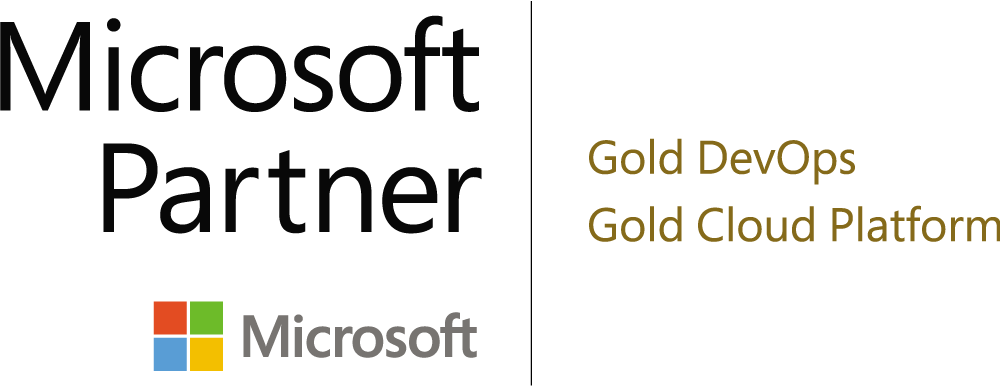 Microsoft
Partner
Microsoft
Gold DevOps
Gold Cloud Platform